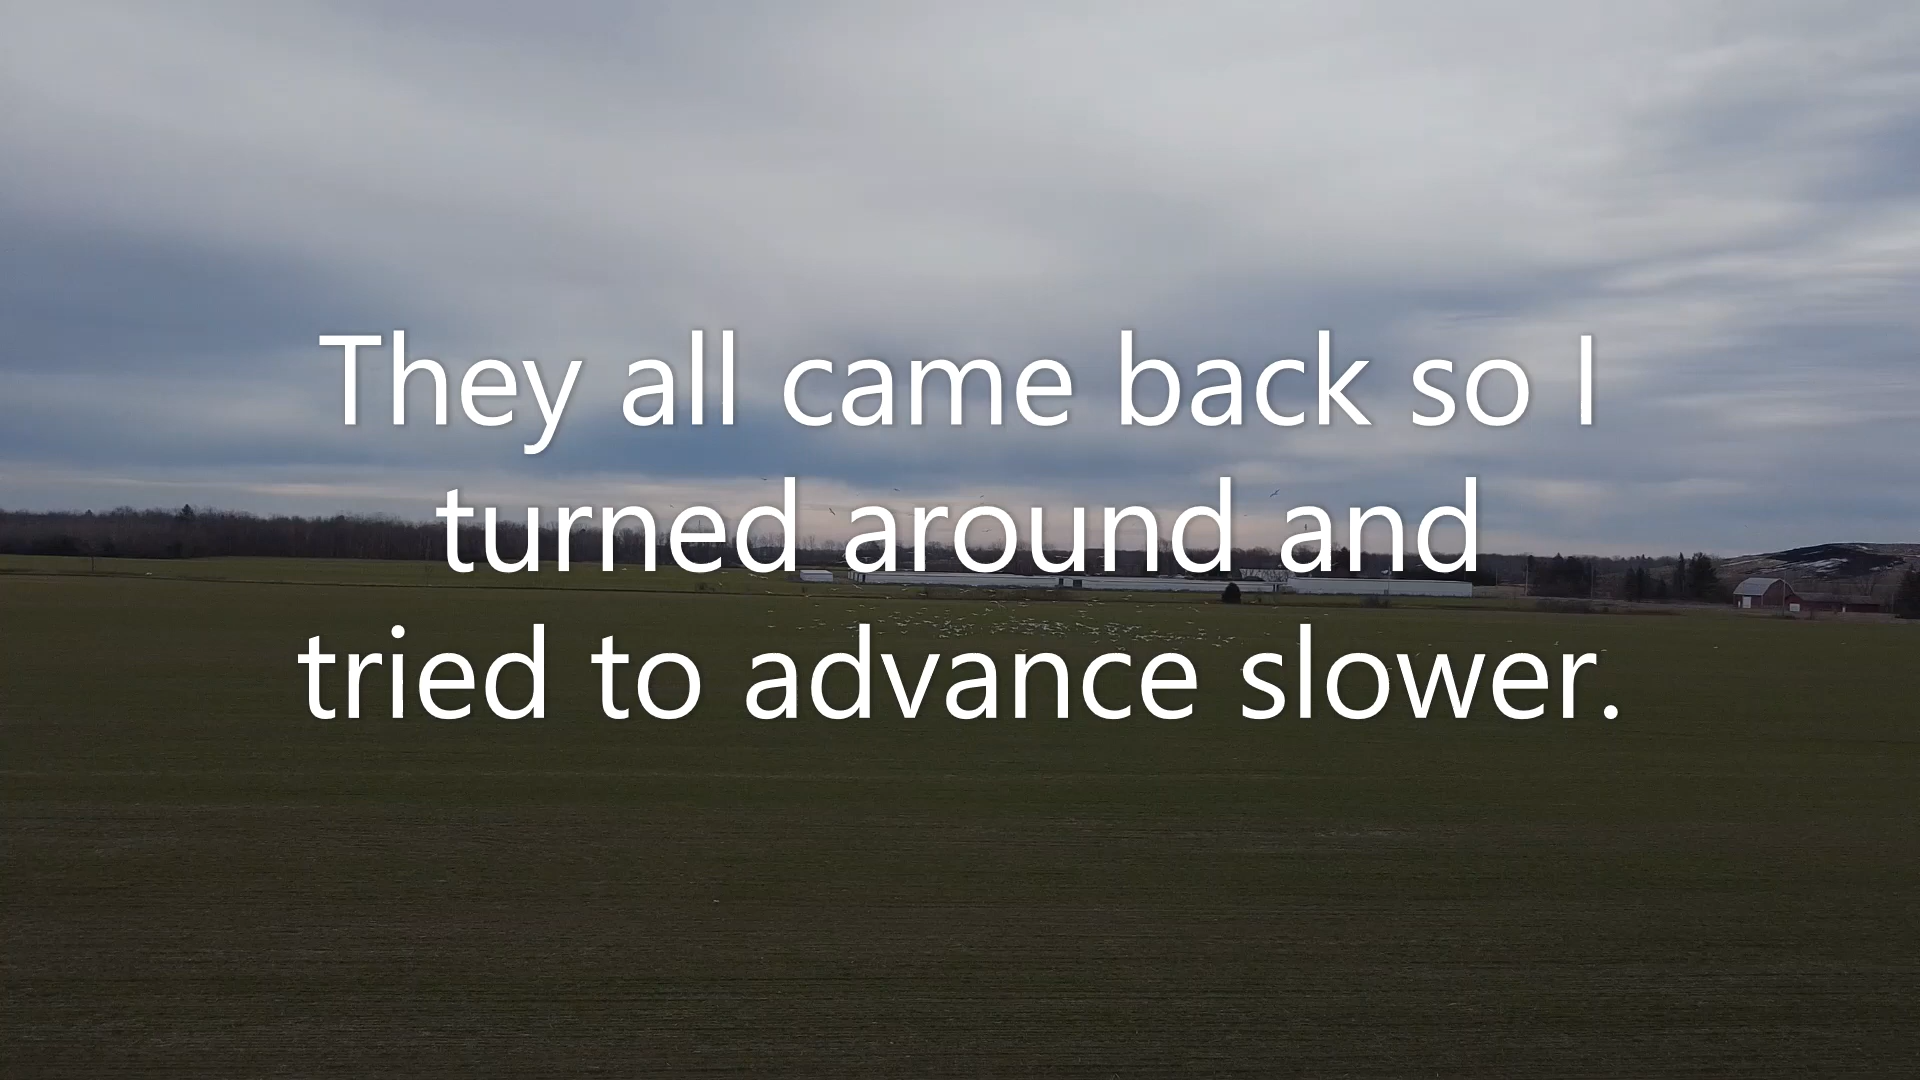 They all came back so I
turned around and
tried to advance slower.